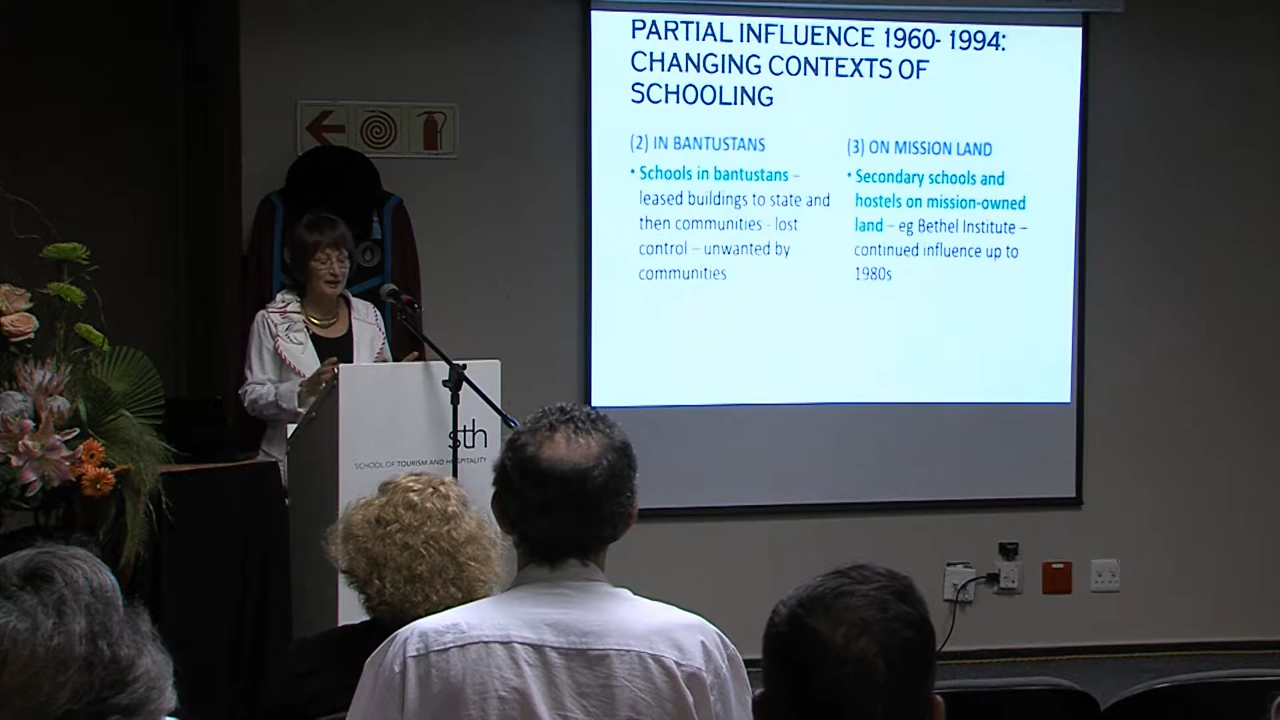 PARTIAL INFLUENCE 1960- 1994:
CHANGING CONTEXTS OF
SCHOOLING
(2) IN BANTUSTANS
• Schools in bantustans –
leased buildings to state and
then communities - lost
control – unwanted by
communities
(3) ON MISSION LAND
• Secondary schools and
hostels on mission-owned
land – eg Bethel Institute –
continued influence up to
1980s
sth
SCHOOL OF TOURISM AND HOSPITALITY